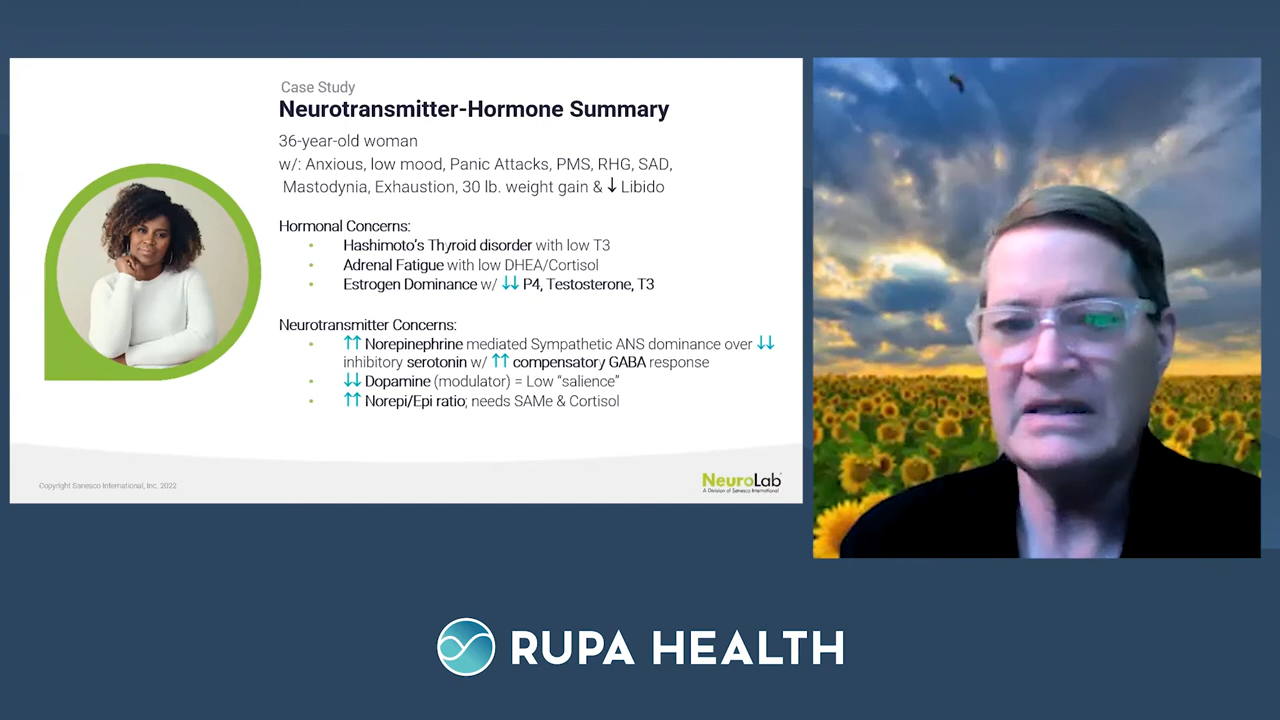 Case Study
Neurotransmitter-Hormone Summary
36-year-old woman
w/: Anxious, low mood, Panic Attacks, PMS, RHG, SAD,
Mastodynia, Exhaustion, 30 lb. weight gain & ↓ Libido
Hormonal Concerns:
• Hashimoto's Thyroid disorder with low T3
• Adrenal Fatigue with low DHEA/Cortisol
• Estrogen Dominance w/ ↓↓ P4, Testosterone, T3
Neurotransmitter Concerns:
• ↑↑ Norepinephrine mediated Sympathetic ANS dominance over ↓↓
inhibitory serotonin w/ ↑↑ compensatory GABA response
• ↓↓ Dopamine (modulator) = Low “salience”
• ↑↑ Norepi/Epi ratio; needs SAMe & Cortisol
Copyright Sanesco International, Inc. 2022
NeuroLab
A Division of Sanesco International
RUPA HEALTH